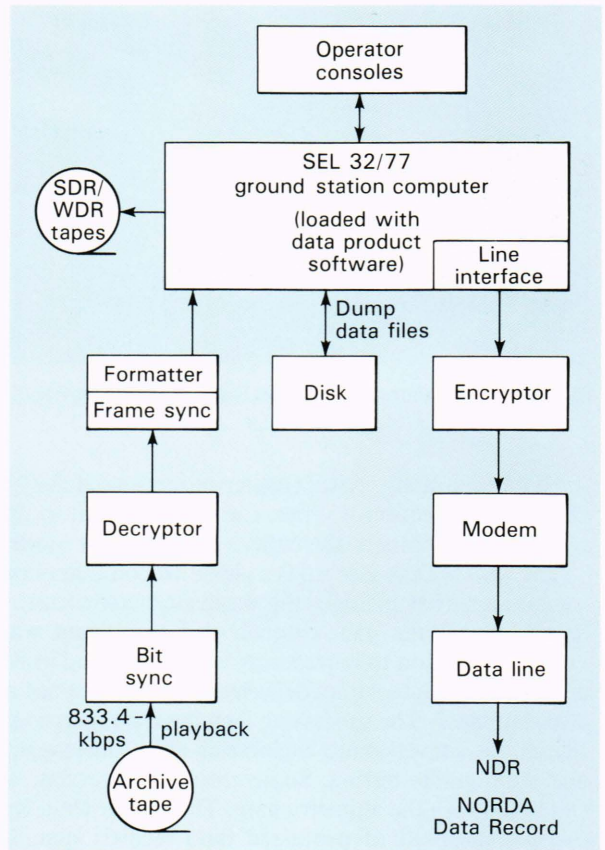 Operator
consoles
SEL 32/77
ground station computer
(loaded with
data product
software)
Line
interface
SDR/
WDR
tapes
Dump
data files
Formatter
Frame sync
Disk
Encryptor
Decryptor
Modem
Bit
sync
Data line
833.4-
kbps
playback
Archive
tape
NDR
NORDA
Data Record